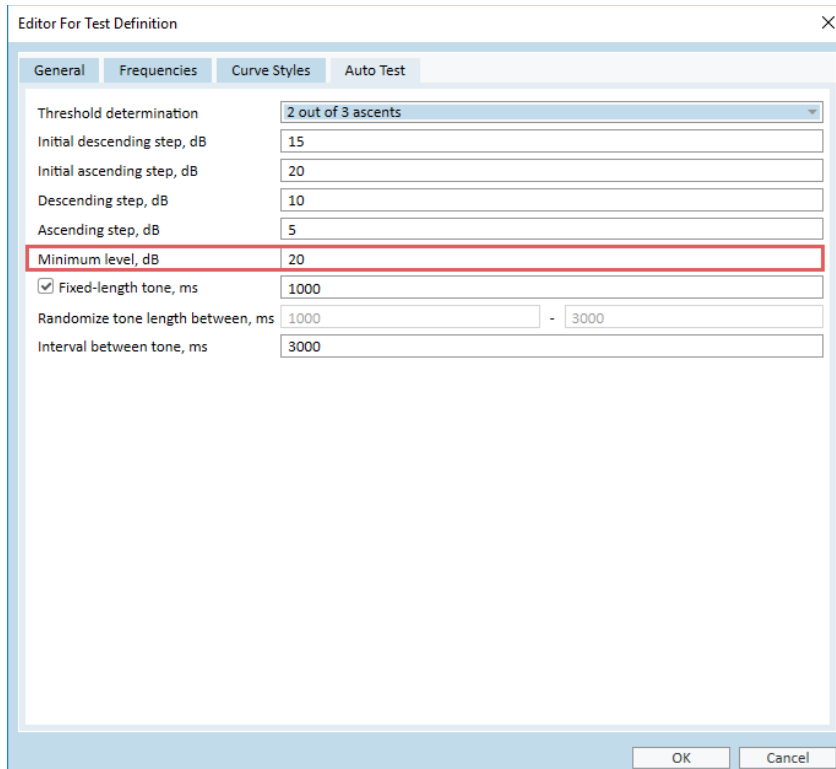 Editor For Test Definition
General Frequencies Curve Styles Auto Test
Threshold determination 2 out of 3 ascents
Initial descending step, dB 15
Initial ascending step, dB 20
Descending step, dB 10
Ascending step, dB 5
Minimum level, dB 20
Fixed-length tone, ms 1000
Randomize tone length between, ms 1000 - 3000
Interval between tone, ms 3000
OK Cancel